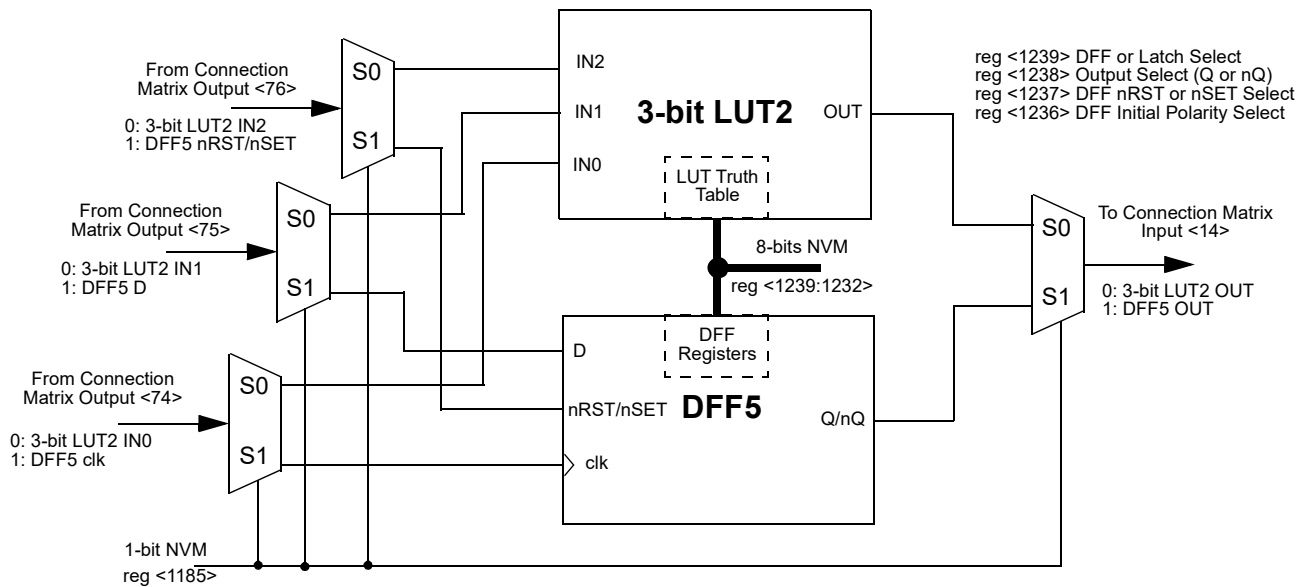 From Connection
Matrix Output <76>
0: 3-bit LUT2 IN2
1: DFF5 nRST/nSET
S0
S1
IN2
IN1
IN0
3-bit LUT2
OUT
LUT Truth
Table
reg <1239> DFF or Latch Select
reg <1238> Output Select (Q or nQ)
reg <1237> DFF nRST or nSET Select
reg <1236> DFF Initial Polarity Select
From Connection
Matrix Output <75>
0: 3-bit LUT2 IN1
1: DFF5 D
S0
S1
8-bits NVM
reg <1239:1232>
S0
S1
To Connection Matrix
Input <14>
0: 3-bit LUT2 OUT
1: DFF5 OUT
From Connection
Matrix Output <74>
0: 3-bit LUT2 IN0
1: DFF5 clk
S0
S1
D
nRST/nSET
clk
DFF
Registers
DFF5
Q/nQ
1-bit NVM
reg <1185>